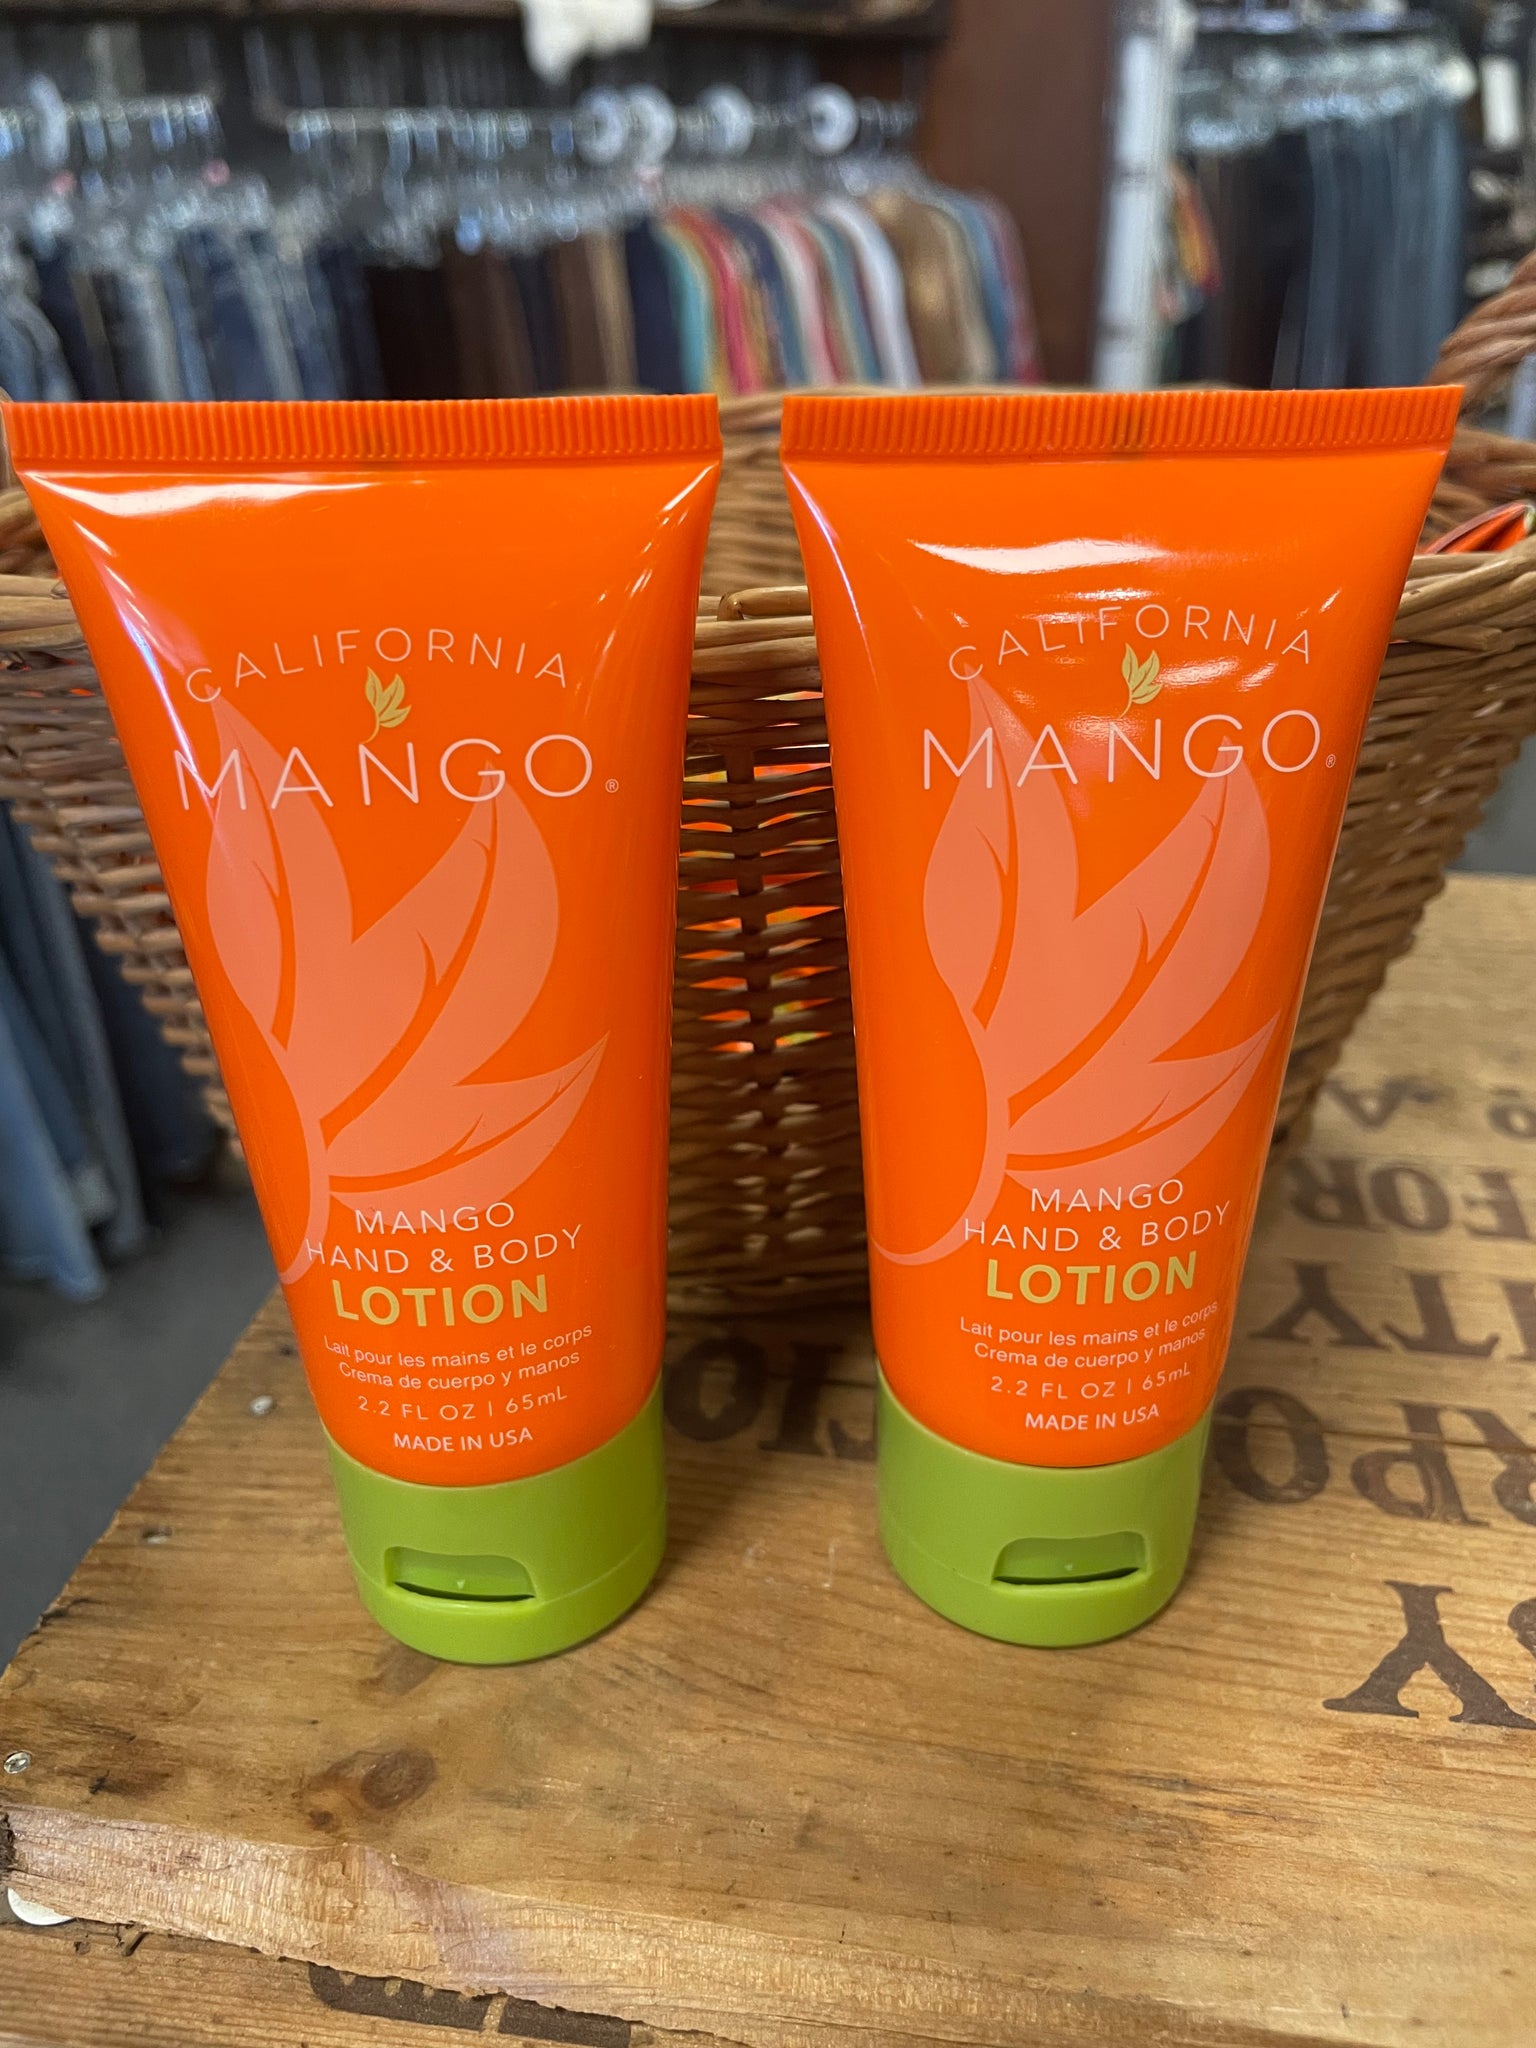 CALIFORNIA
MANGO®
MANGO
HAND & BODY
LOTION
Lait pour les mains et le corps
Crema de cuerpo y manos
2.2 FL OZ | 65mL
MADE IN USA
CALIFORNIA
MANGO®
MANGO
HAND & BODY
LOTION
Lait pour les mains et le corps
Crema de cuerpo y manos
2.2 FL OZ | 65mL
MADE IN USA
FOR